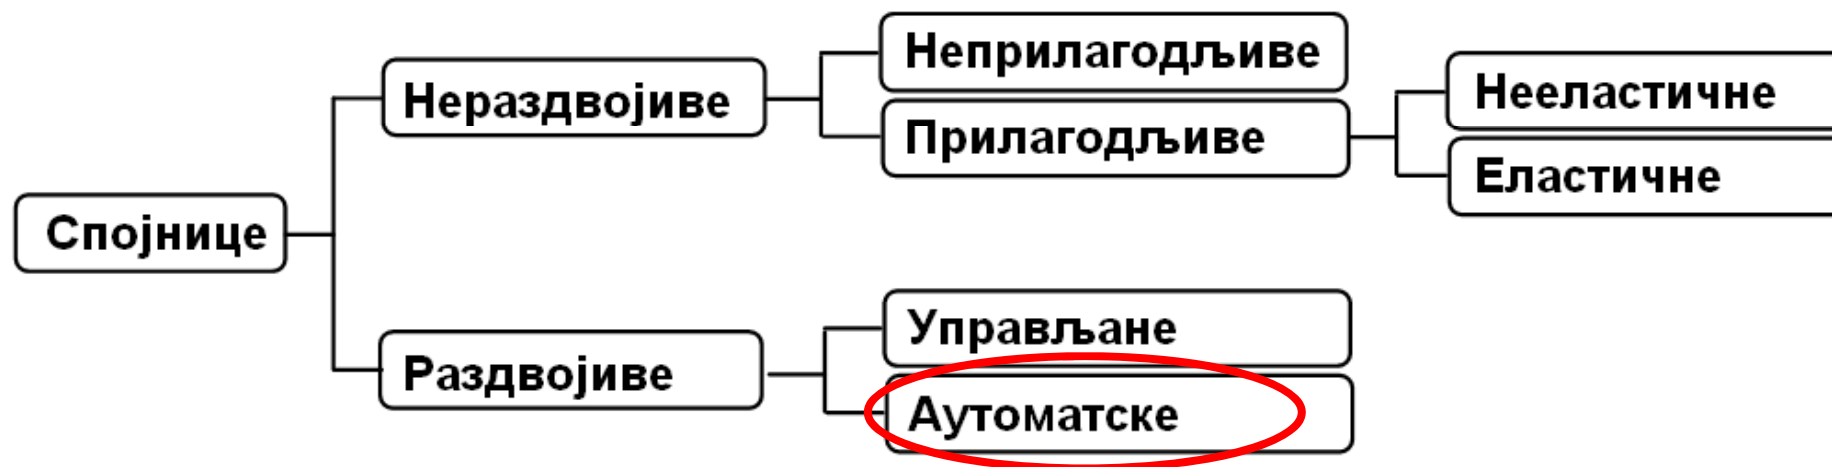 Спојнице
Нераздвојиве
Неприлагодљиве
Прилагодљиве
Нееластичне
Еластичне
Раздвојиве
Управљане
Аутоматске